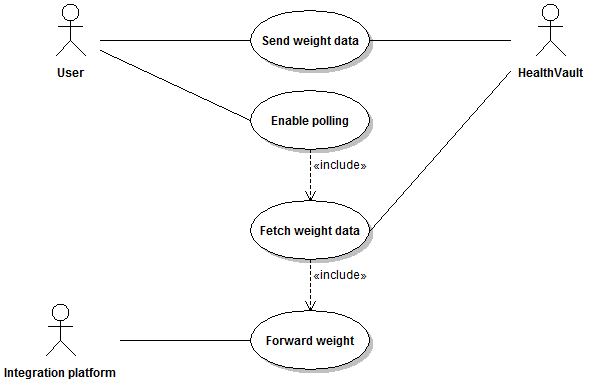 Send weight data
User
HealthVault
Enable polling
«include»
Fetch weight data
«include»
Forward weight
Integration platform